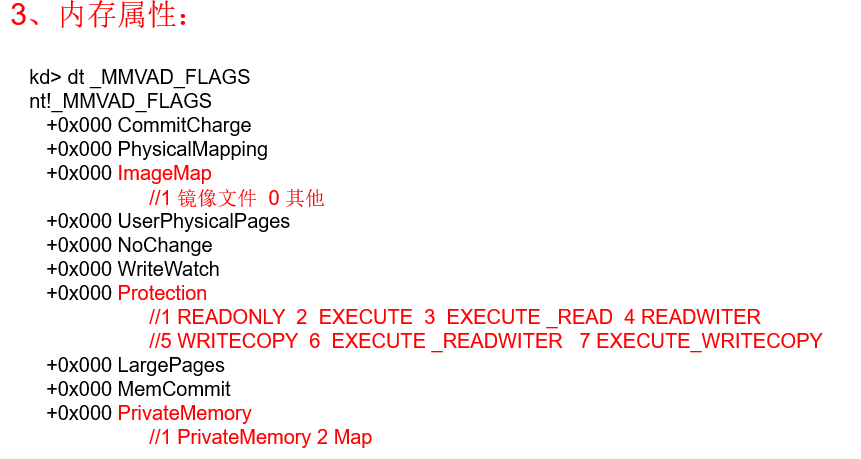 3、内存属性：
kd> dt _MMVAD_FLAGS
nt!_MMVAD_FLAGS
+0x000 CommitCharge
+0x000 PhysicalMapping
+0x000 ImageMap
//1 镜像文件 0 其他
+0x000 UserPhysicalPages
+0x000 NoChange
+0x000 WriteWatch
+0x000 Protection
//1 READONLY 2 EXECUTE 3 EXECUTE _READ 4 READWITER
//5 WRITECOPY 6 EXECUTE _READWITER 7 EXECUTE_WRITECOPY
+0x000 LargePages
+0x000 MemCommit
+0x000 PrivateMemory
//1 PrivateMemory 2 Map